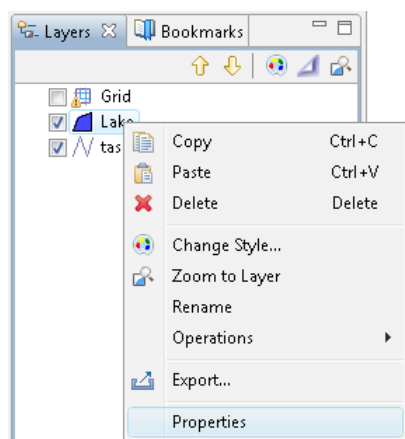 Layers Bookmarks
Grid
Lake
tas
Copy Ctrl+C
Paste Ctrl+V
Delete Delete
Change Style...
Zoom to Layer
Rename
Operations
Export...
Properties